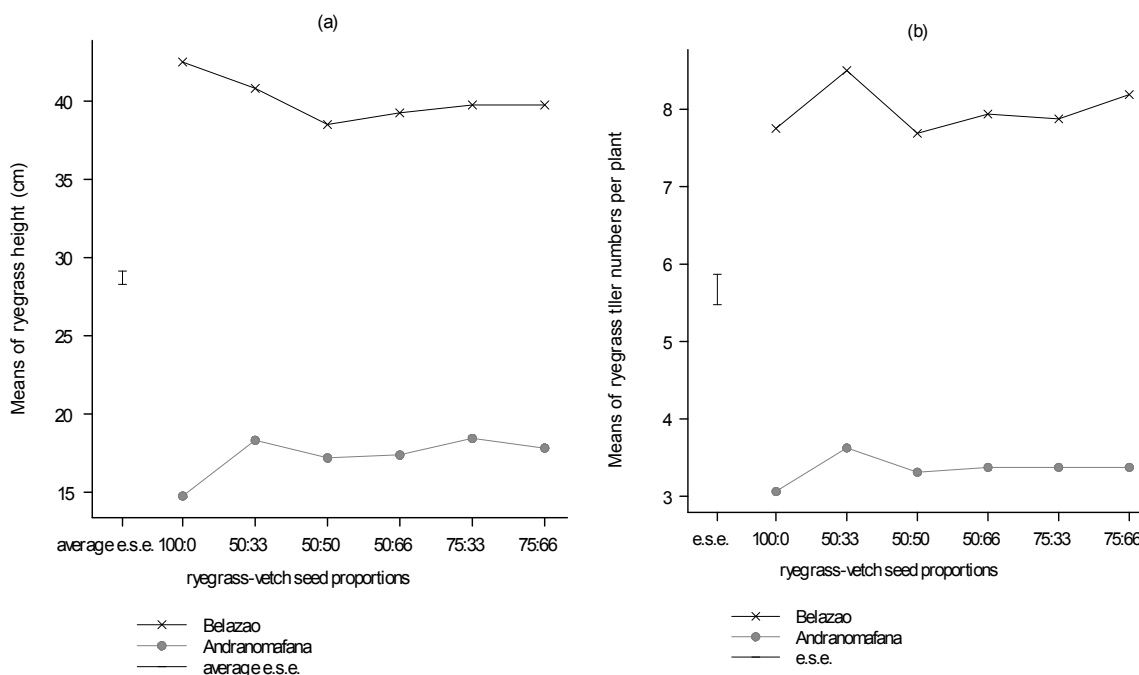 (a)
Means of ryegrass height (cm)
40
35
30
25
20
15
average e.s.e. 100:0 50:33 50:50 50:66 75:33 75:66
ryegrass-vetch seed proportions
Belazao
Andranomafana
average e.s.e.
(b)
Means of ryegrass tiller numbers per plant
8
7
6
5
4
3
e.s.e. 100:0 50:33 50:50 50:66 75:33 75:66
ryegrass-vetch seed proportions
Belazao
Andranomafana
e.s.e.